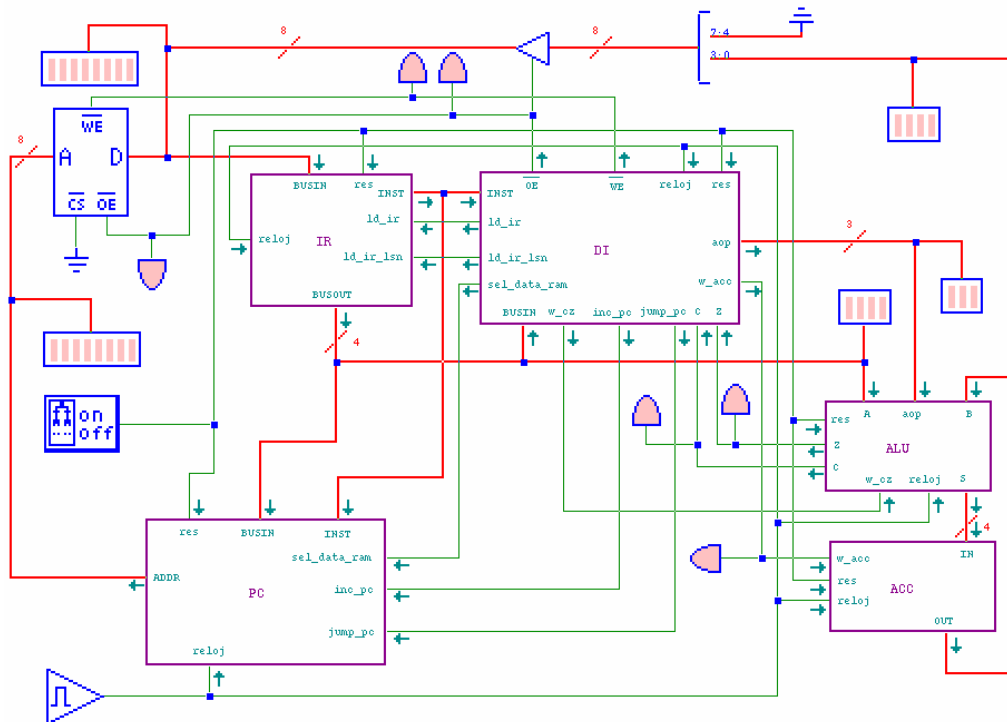 8
8
7:4
3:0
WE
A
D
CS
OE
8
BUSIN
res
INST
ld_ir
ld_ir_lsn
reloj
IR
BUSOUT
4
OE
WE
reloj
res
INST
ld_ir
ld_ir_lsn
sel_data_ram
DI
aop
w_acc
BUSIN
w_cz
inc_pc
jump_pc
C
Z
3
on
off
A
aop
B
res
Z
C
ALU
w_cz
reloj
S
4
IN
w_acc
res
reloj
ACC
OUT
res
BUSIN
INST
sel_data_ram
ADDR
PC
inc_pc
jump_pc
reloj